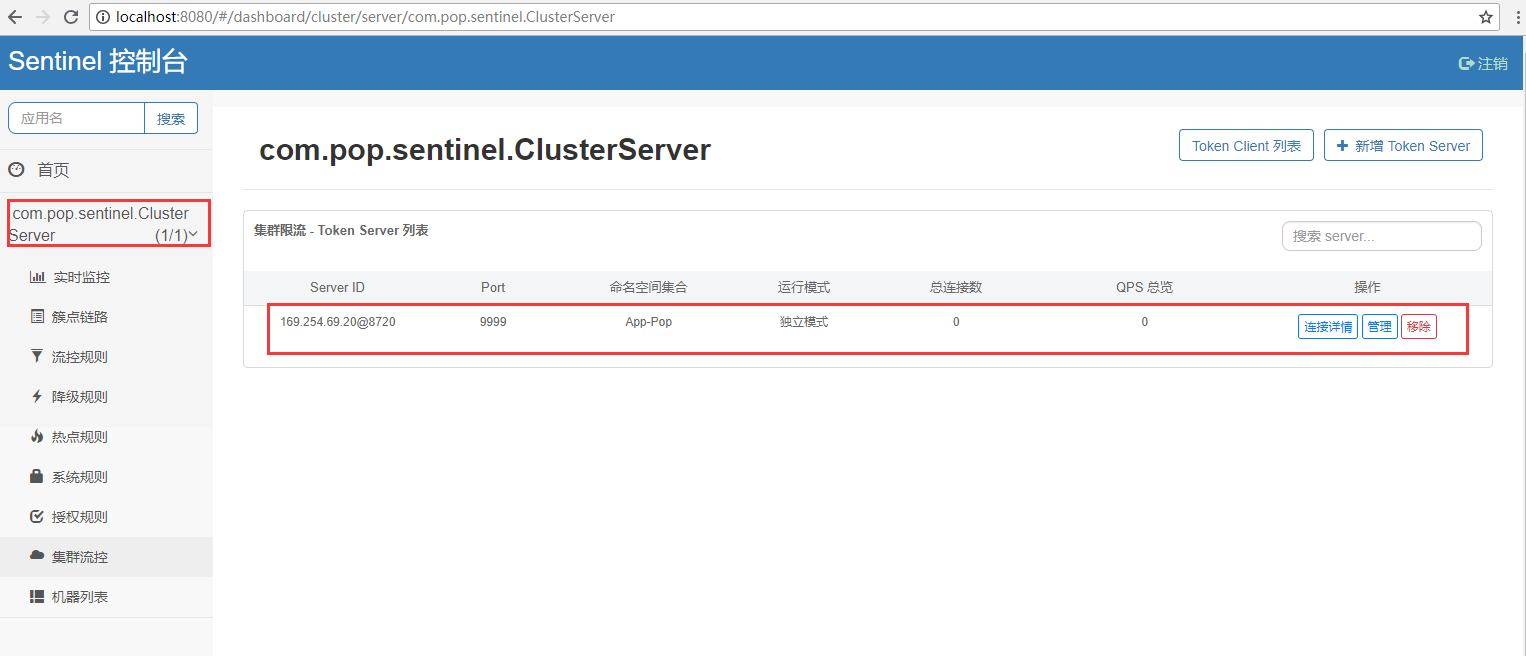 localhost:8080/#/dashboard/cluster/server/com.pop.sentinel.ClusterServer
Sentinel 控制台
注销
应用名
搜索
首页
com.pop.sentinel.Cluster
Server (1/1)
实时监控
簇点链路
流控规则
降级规则
热点规则
系统规则
授权规则
集群流控
机器列表
com.pop.sentinel.ClusterServer
Token Client 列表
新增 Token Server
集群限流 - Token Server 列表
搜索 server...
Server ID Port 命名空间集合 运行模式 总连接数 QPS 总览 操作
169.254.69.20@8720 9999 App-Pop 独立模式 0 0 连接详情 管理 移除